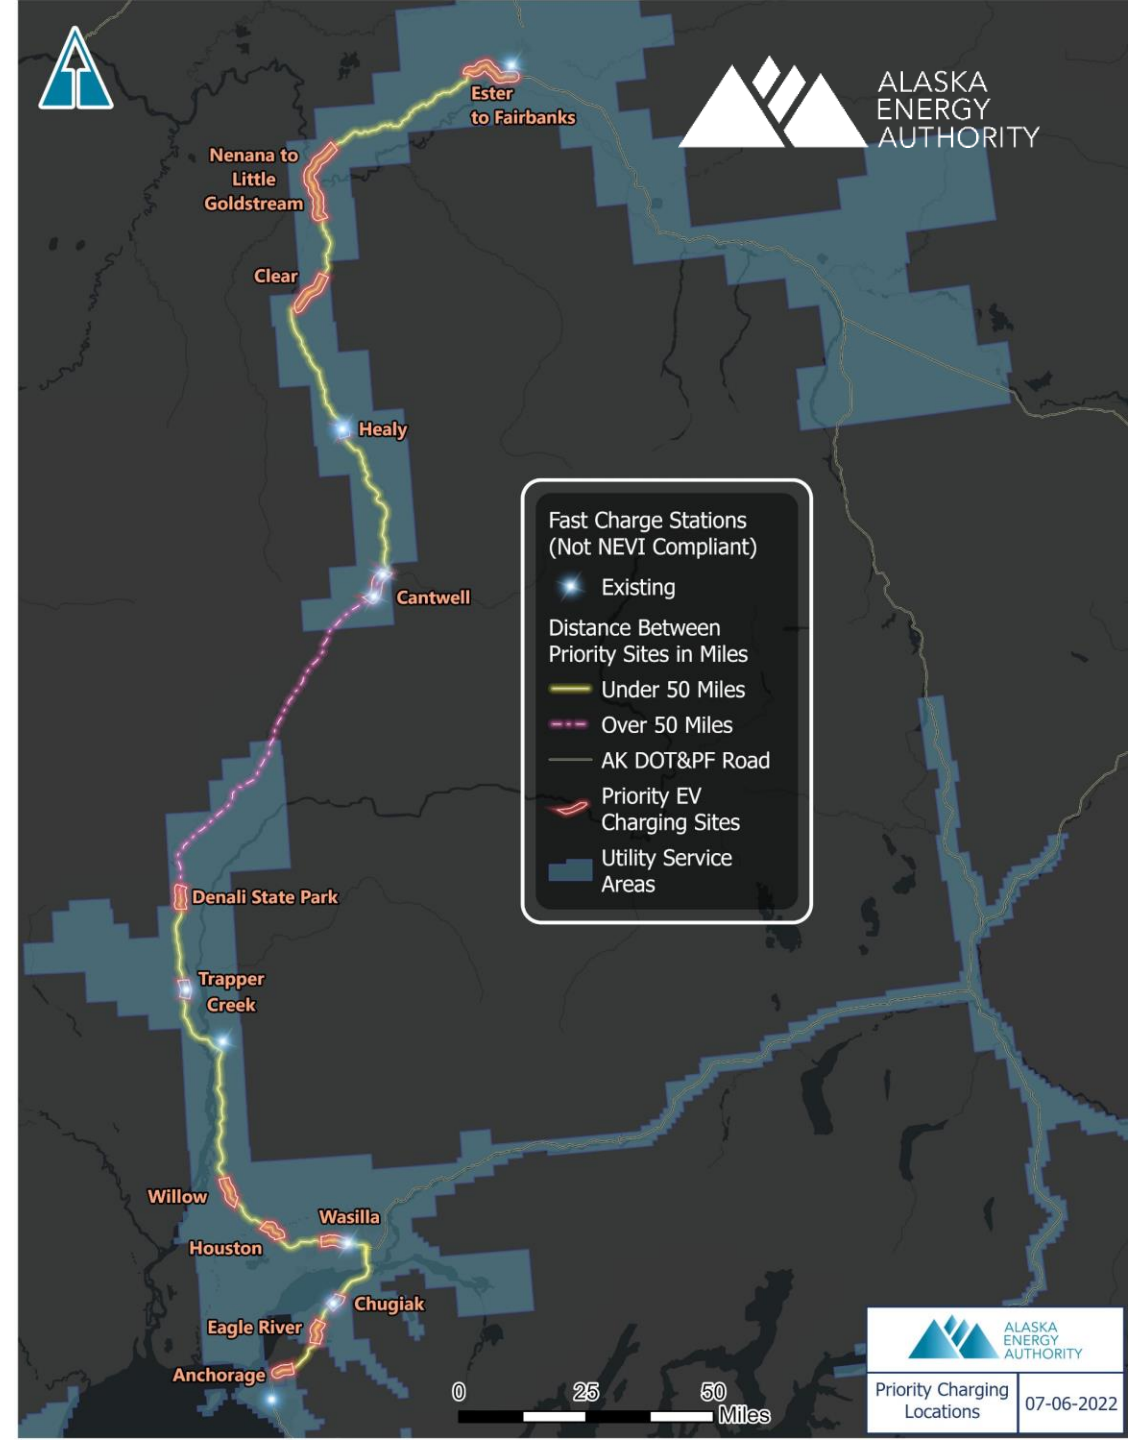 ALASKA
ENERGY
AUTHORITY
Ester
to Fairbanks
Nenana to
Little
Goldstream
Clear
Healy
Cantwell
Fast Charge Stations
(Not NEVI Compliant)
Existing
Distance Between
Priority Sites in Miles
Under 50 Miles
Over 50 Miles
AK DOT&PF Road
Priority EV
Charging Sites
Utility Service
Areas
Denali State Park
Trapper
Creek
Willow
Wasilla
Houston
Chugiak
Eagle River
Anchorage
0 25 50
Miles
ALASKA
ENERGY
AUTHORITY
Priority Charging
Locations
07-06-2022